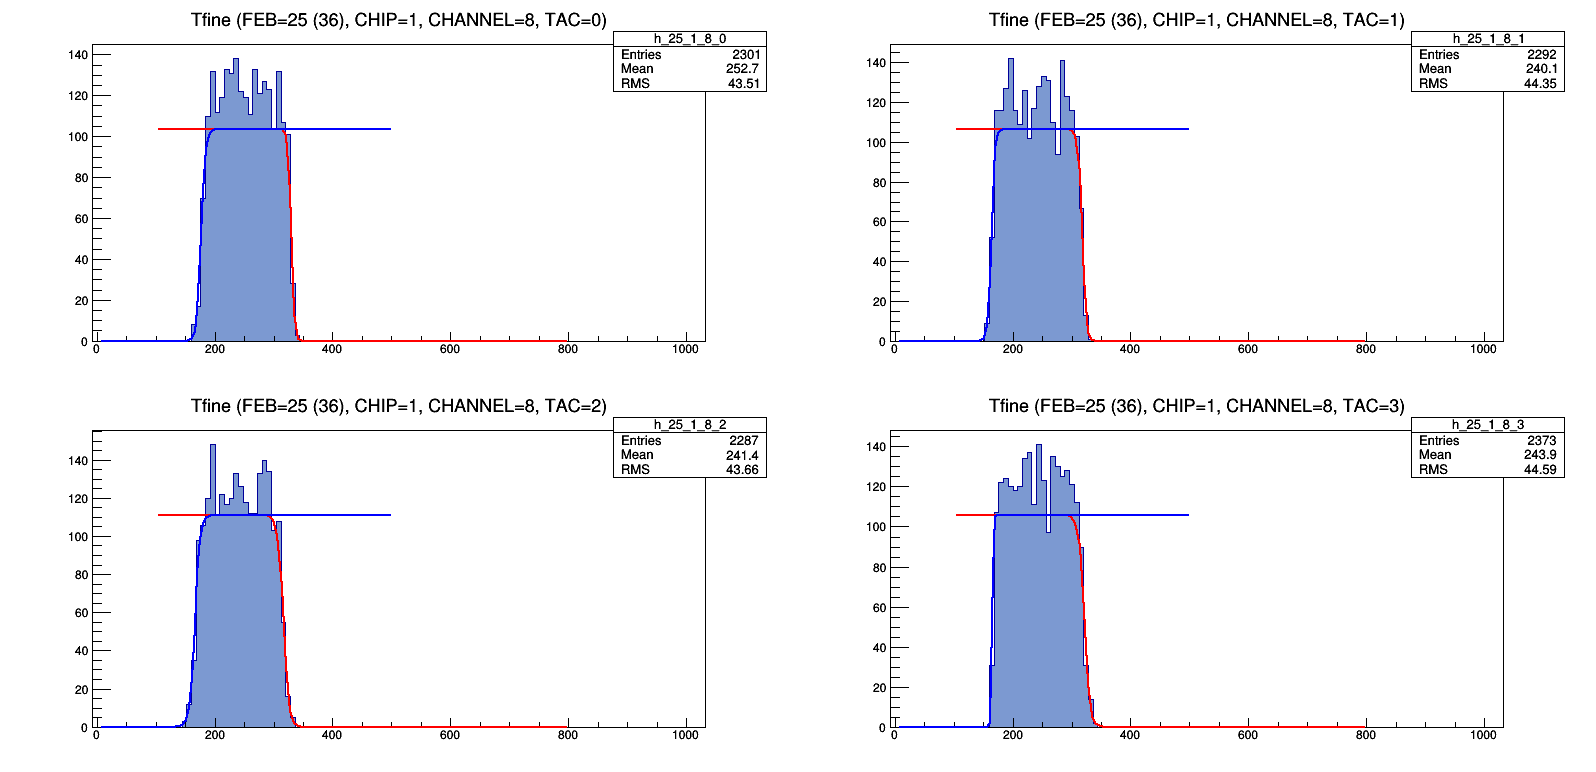 Tfine (FEB=25 (36), CHIP=1, CHANNEL=8, TAC=0)
h_25_1_8_0
Entries 2301
Mean 252.7
RMS 43.51
140
120
100
80
60
40
20
0
0 200 400 600 800 1000
Tfine (FEB=25 (36), CHIP=1, CHANNEL=8, TAC=1)
h_25_1_8_1
Entries 2292
Mean 240.1
RMS 44.35
140
120
100
80
60
40
20
0
0 200 400 600 800 1000
Tfine (FEB=25 (36), CHIP=1, CHANNEL=8, TAC=2)
h_25_1_8_2
Entries 2287
Mean 241.4
RMS 43.66
140
120
100
80
60
40
20
0
0 200 400 600 800 1000
Tfine (FEB=25 (36), CHIP=1, CHANNEL=8, TAC=3)
h_25_1_8_3
Entries 2373
Mean 243.9
RMS 44.59
140
120
100
80
60
40
20
0
0 200 400 600 800 1000